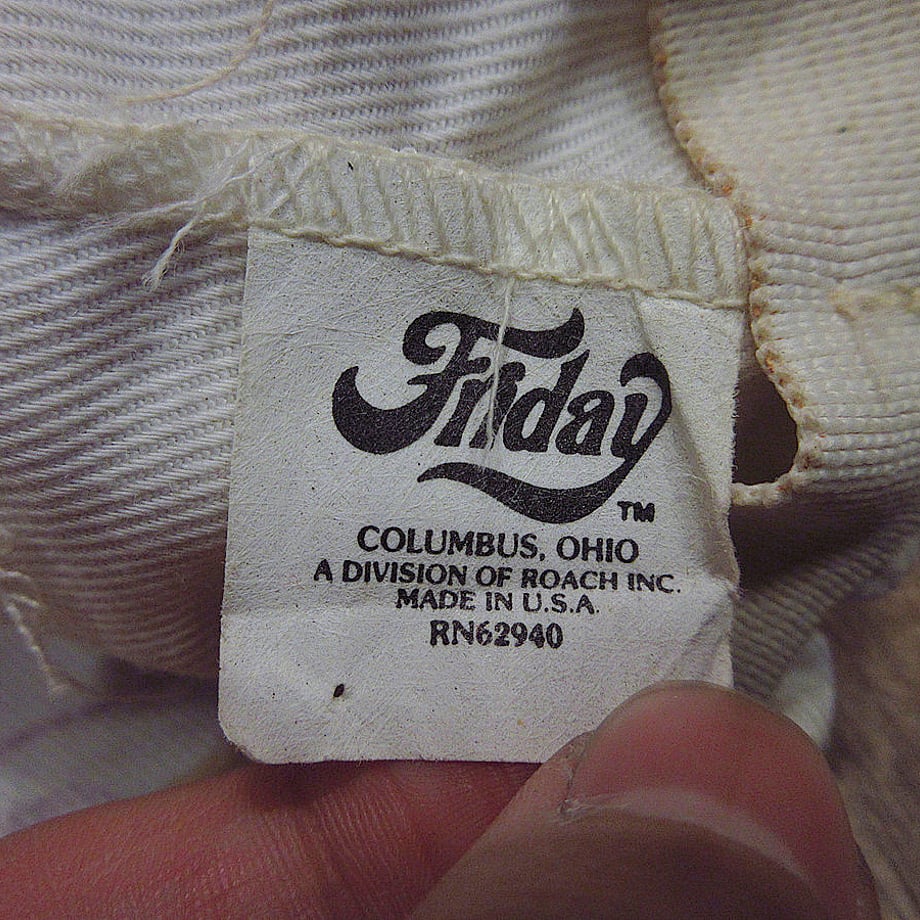 Friday
TM
COLUMBUS, OHIO
A DIVISION OF ROACH INC.
MADE IN U.S.A.
RN62940